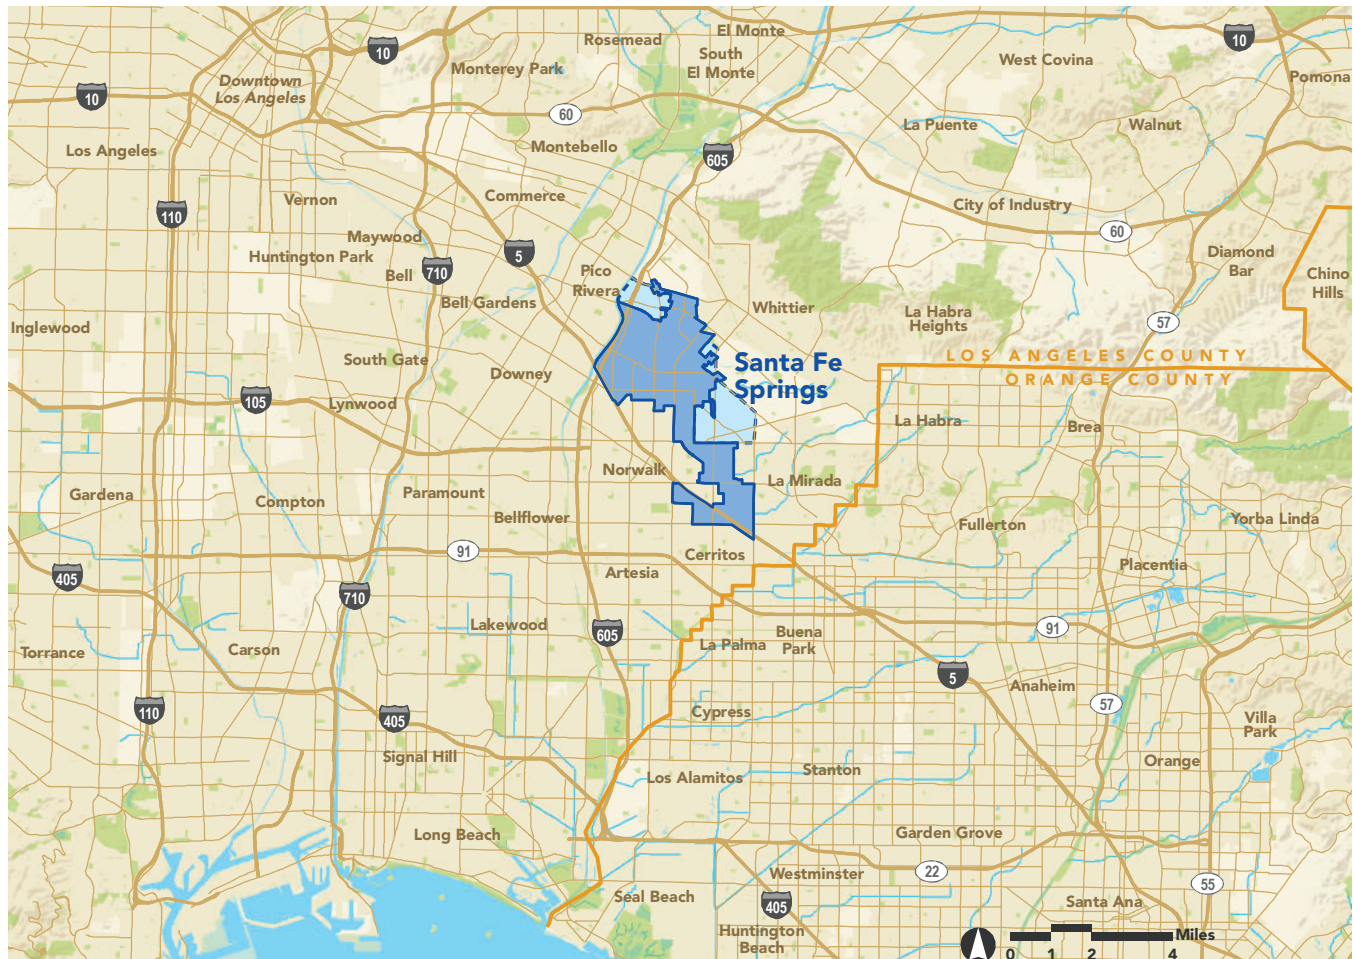 El Monte
Rosemead
South
El Monte
10
10
West Covina
Monterey Park
Pomona
Downtown
Los Angeles
10
60
La Puente
Walnut
Los Angeles
Montebello
605
Vernon
Commerce
City of Industry
110
60
Maywood
Huntington Park
5
Diamond
Bar
Bell
710
Pico
Rivera
Chino
Hills
Bell Gardens
Whittier
La Habra
Heights
57
Inglewood
South Gate
Downey
Santa Fe
Springs
LOS ANGELES COUNTY
ORANGE COUNTY
105
Lynwood
La Habra
Brea
Norwalk
La Mirada
Gardena
Compton
Paramount
Bellflower
Fullerton
Yorba Linda
91
Cerritos
Artesia
Placentia
405
710
Lakewood
605
Buena
Park
La Palma
91
Torrance
Carson
5
Anaheim
57
110
405
Cypress
Villa
Park
Signal Hill
Los Alamitos
Stanton
Orange
Long Beach
Garden Grove
Westminster
22
55
Seal Beach
405
Santa Ana
Huntington
Beach
Miles
0 1 2 4